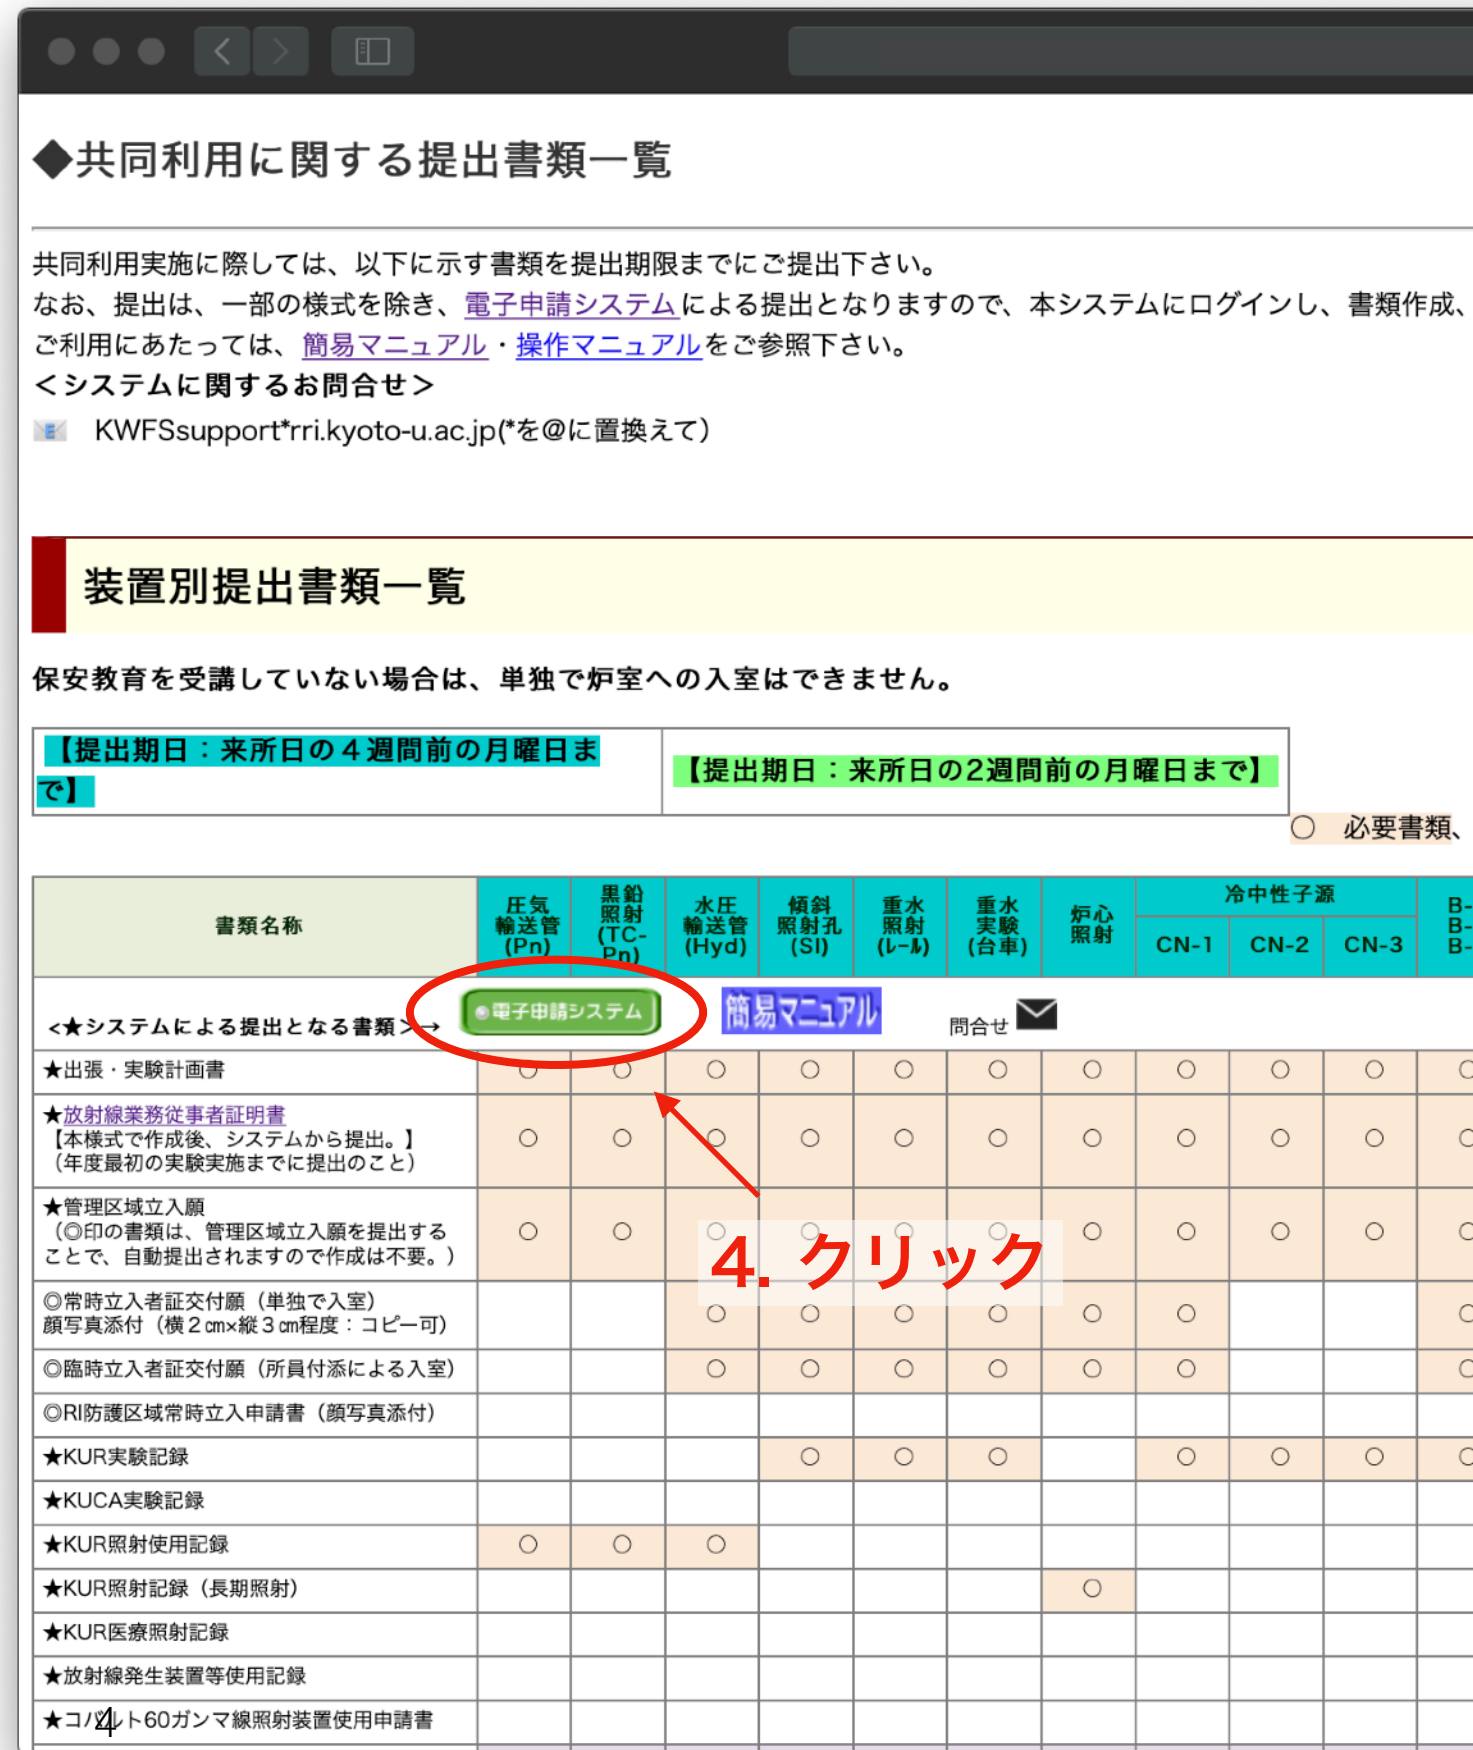 ◆共同利用に関する提出書類一覧
共同利用実施に際しては、以下に示す書類を提出期限までにご提出下さい。
なお、提出は、一部の様式を除き、電子申請システムによる提出となりますので、本システムにログインし、書類作成、
ご利用にあたっては、簡易マニュアル・操作マニュアルをご参照下さい。
＜システムに関するお問合せ＞
KWFSsupport*rri.kyoto-u.ac.jp(*を@に置換えて）
装置別提出書類一覧
保安教育を受講していない場合は、単独で炉室への入室はできません。
【提出期日：来所日の４週間前の月曜日ま
で】
【提出期日：来所日の2週間前の月曜日まで】
○　必要書類、
書類名称
圧気
輸送管
(Pn)
黒鉛
照射
(TC-
Pn)
水圧
輸送管
(Hyd)
傾斜
照射孔
(SI)
重水
照射
(ﾚｰﾙ)
重水
実験
(台車)
炉心
照射
冷中性子源
CN-1 CN-2 CN-3
B-
B-
B-
<★システムによる提出となる書類＞→ 電子申請システム 簡易マニュアル 問合せ
★出張・実験計画書 ○ ○ ○ ○ ○ ○ ○ ○ ○ ○ ○
★放射線業務従事者証明書
【本様式で作成後、システムから提出。】
（年度最初の実験実施までに提出のこと） ○ ○ ○ ○ ○ ○ ○ ○ ○ ○ ○
★管理区域立入願
（◎印の書類は、管理区域立入願を提出する
ことで、自動提出されますので作成は不要。） ○ ○ ○ ○ ○ ○ ○ ○ ○ ○ ○
4. クリック
◎常時立入者証交付願（単独で入室）
顔写真添付（横２㎝×縦３㎝程度：コピー可） ○ ○ ○ ○ ○ ○ ○
◎臨時立入者証交付願（所員付添による入室） ○ ○ ○ ○ ○ ○ ○
◎RI防護区域常時立入申請書（顔写真添付）
★KUR実験記録 ○ ○ ○ ○ ○ ○ ○
★KUCA実験記録
★KUR照射使用記録 ○ ○ ○
★KUR照射記録（長期照射） ○
★KUR医療照射記録
★放射線発生装置等使用記録
★コバルト60ガンマ線照射装置使用申請書
4